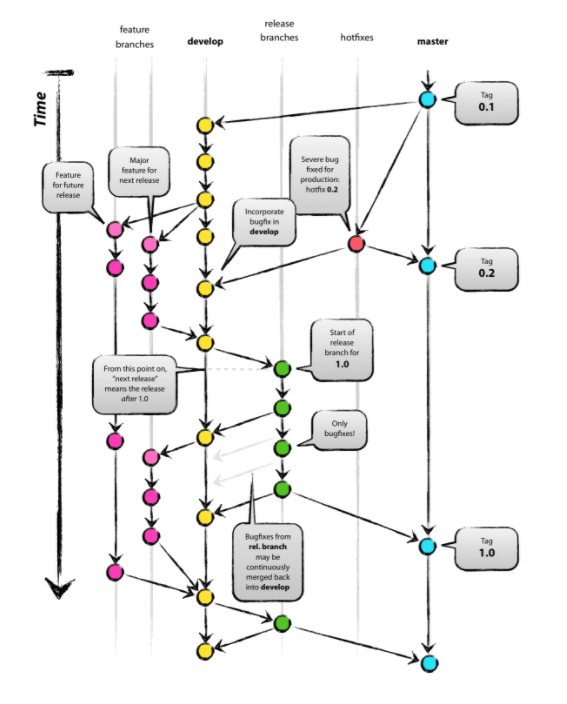 feature
branches
develop
release
branches
hotfixes
master
Time
Tag
0.1
Major
feature for
next release
Severe bug
fixed for
production:
hotfix 0.2
Feature
for future
release
Incorporate
bugfix in
develop
Tag
0.2
Start of
release
branch for
1.0
From this point on,
"next release"
means the release
after 1.0
Only
bugfixes!
Bugfixes from
rel. branch
may be
continuously
merged back
into develop
Tag
1.0